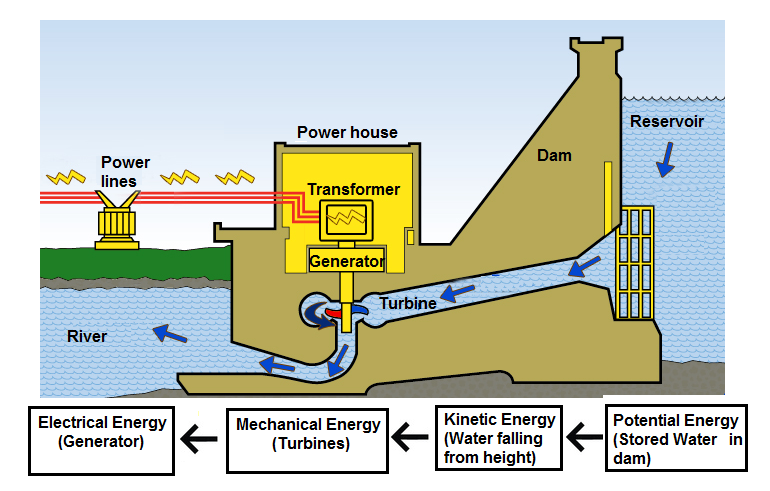 Reservoir
Power house
Dam
Power
lines
Transformer
Generator
Turbine
River
Electrical Energy
(Generator)
Mechanical Energy
(Turbines)
Kinetic Energy
(Water falling
from height)
Potential Energy
(Stored Water in
dam)